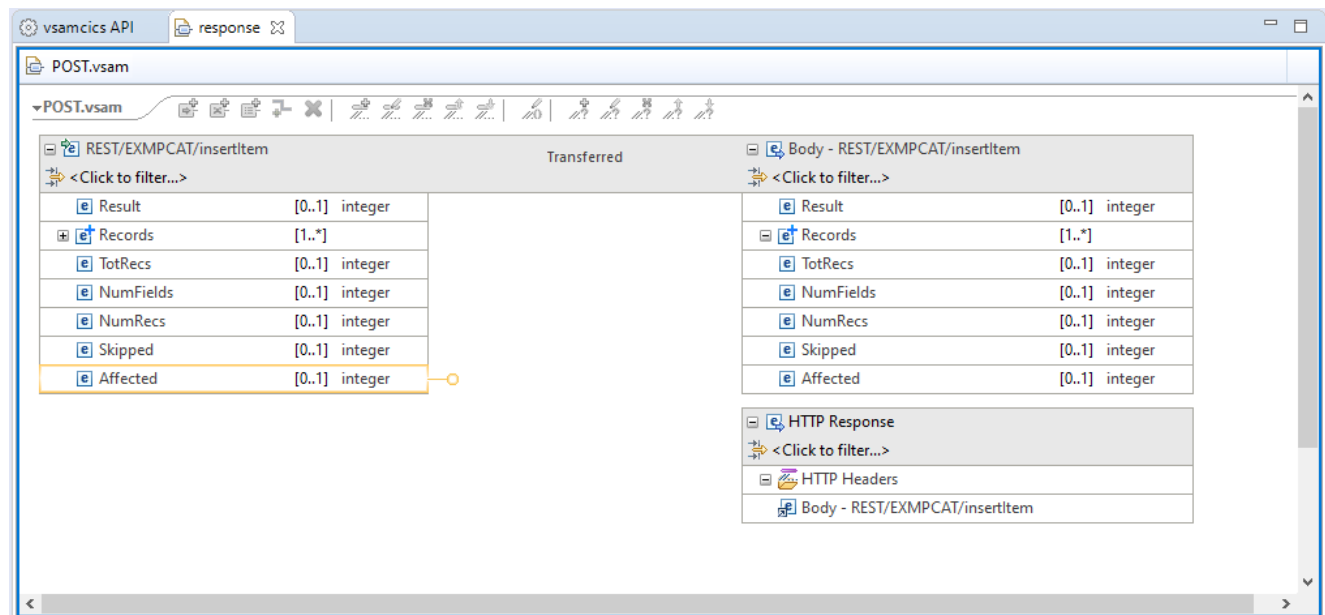 vsamcics API response
POST.vsam
POST.vsam
REST/EXMPCAT/insertItem Transferred Body - REST/EXMPCAT/insertItem
<Click to filter...> <Click to filter...>
Result [0..1] integer Result [0..1] integer
Records [1..*] Records [1..*]
TotRecs [0..1] integer TotRecs [0..1] integer
NumFields [0..1] integer NumFields [0..1] integer
NumRecs [0..1] integer NumRecs [0..1] integer
Skipped [0..1] integer Skipped [0..1] integer
Affected [0..1] integer Affected [0..1] integer
HTTP Response
<Click to filter...>
HTTP Headers
Body - REST/EXMPCAT/insertItem